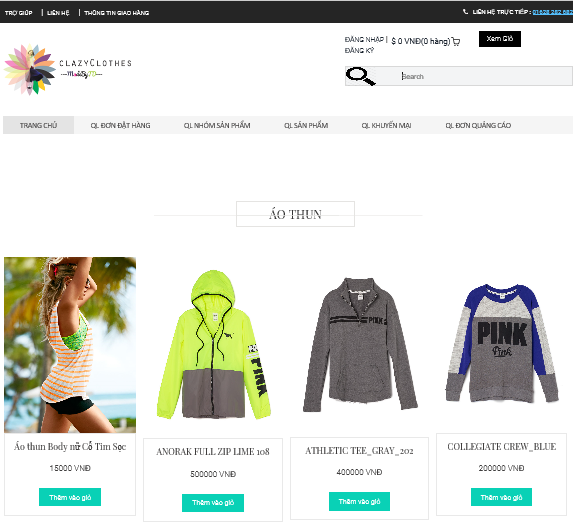 TRỢ GIÚP | LIÊN HỆ | THÔNG TIN GIAO HÀNG
LIÊN HỆ TRỰC TIẾP : 01628 282 682
CLAZYCLOTHES
ĐĂNG NHẬP |
ĐĂNG KÝ
$ 0 VNĐ(0 hàng)
Xem Giỏ
Search
TRANG CHỦ QL ĐƠN ĐẶT HÀNG QL NHÓM SẢN PHẨM QL SẢN PHẨM QL KHUYẾN MẠI QL ĐƠN QUẢNG CÁO
ÁO THUN
PINK
PINK
PINK
Pink
Áo thun Body nữ Cổ Tim Sọc
15000 VNĐ
Thêm vào giỏ
ANORAK FULL ZIP LIME 108
500000 VNĐ
Thêm vào giỏ
ATHLETIC TEE_GRAY_202
400000 VNĐ
Thêm vào giỏ
COLLEGIATE CREW_BLUE
200000 VNĐ
Thêm vào giỏ